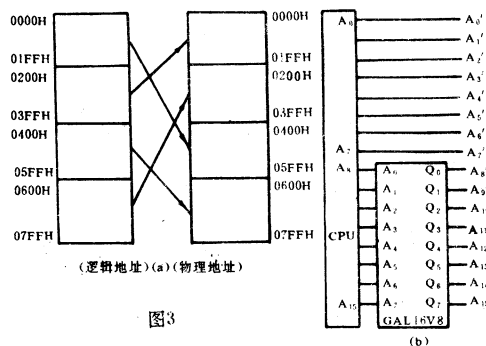 0000H
01FFH
0200H
03FFH
0400H
05FFH
0600H
07FFH
0000H
01FFH
0200H
03FFH
0400H
05FFH
0600H
07FFH
(逻辑地址)(a)(物理地址)
图3
A₀ A₀′
A₁′
A₂′
A₃′
A₄′
A₅′
A₆′
A₇ A₇′
A₈ A₀ Q₀ A₈
A₁ Q₁ A₉
A₂ Q₂
A₃ Q₃ A₁₁
CPU A₄ Q₄ A₁₂
A₅ Q₅ A₁₃
A₆ Q₆ A₁₄
A₁₅ A₇ Q₇
GAL16V8
(b)